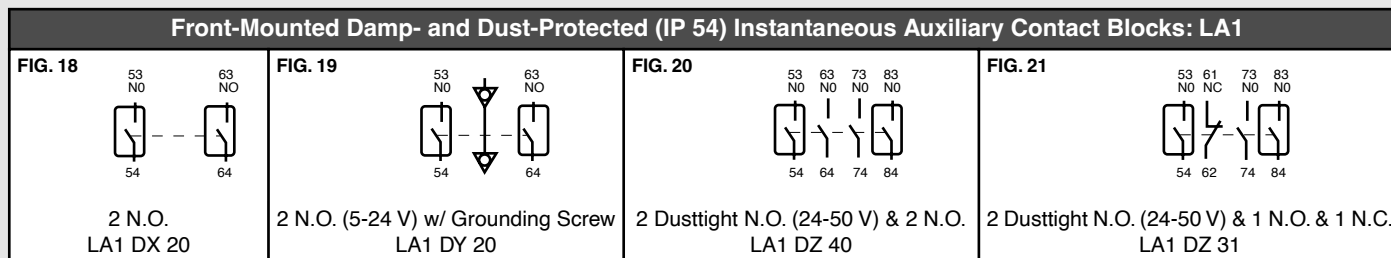 Front-Mounted Damp- and Dust-Protected (IP 54) Instantaneous Auxiliary Contact Blocks: LA1
FIG. 18
53 63
N0 NO
54 64
2 N.O.
LA1 DX 20
FIG. 19
53 63
N0 NO
54 64
2 N.O. (5-24 V) w/ Grounding Screw
LA1 DY 20
FIG. 20
53 63 73 83
N0 N0 N0 N0
54 64 74 84
2 Dusttight N.O. (24-50 V) & 2 N.O.
LA1 DZ 40
FIG. 21
53 61 73 83
N0 NC N0 N0
54 62 74 84
2 Dusttight N.O. (24-50 V) & 1 N.O. & 1 N.C.
LA1 DZ 31